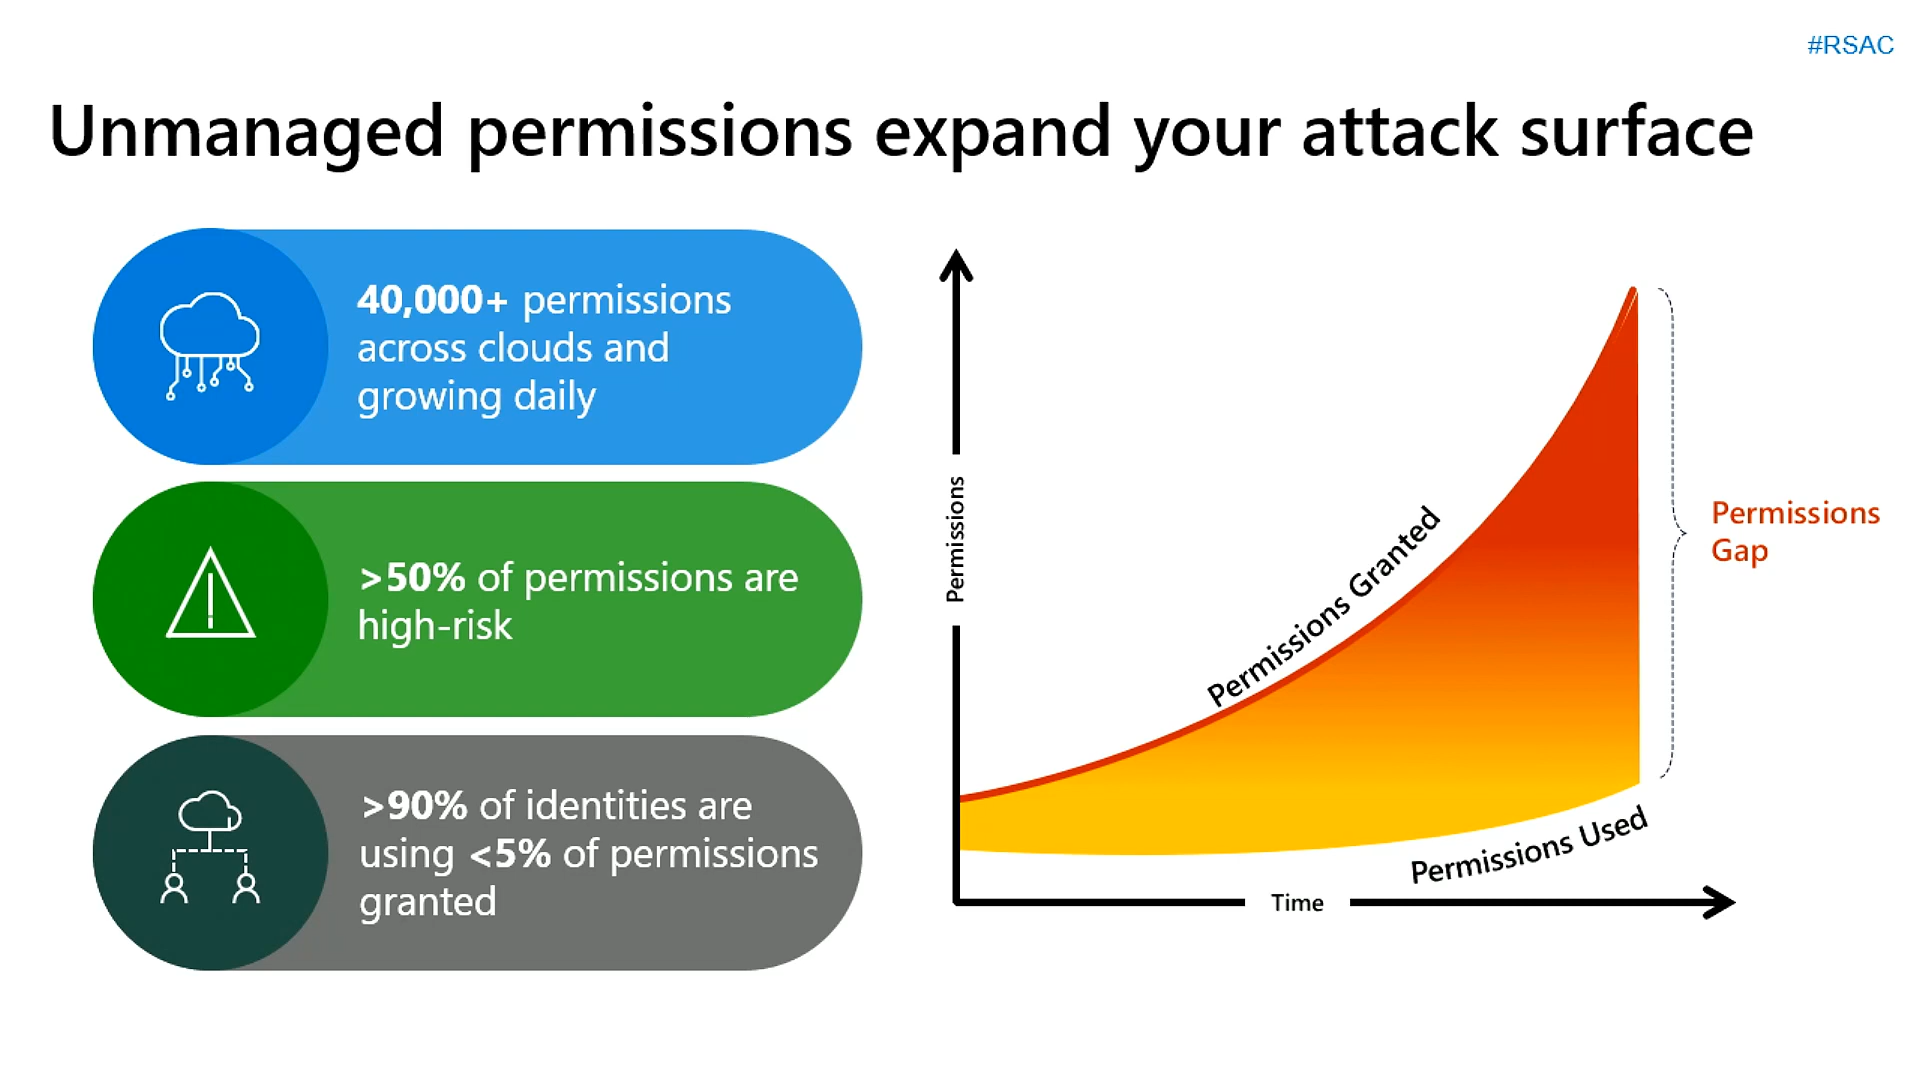 #RSAC
Unmanaged permissions expand your attack surface
40,000+ permissions
across clouds and
growing daily
>50% of permissions are
high-risk
>90% of identities are
using <5% of permissions
granted
Permissions
Permissions Granted
Permissions
Gap
Permissions Used
Time